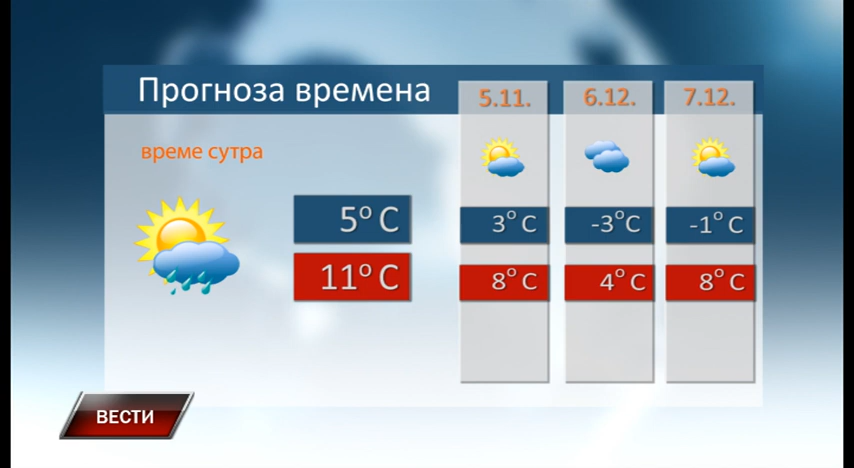 Прогноза времена
време сутра
5° C
11° C
5.11.
3° C
8° C
6.12.
-3°C
4° C
7.12.
-1° C
8° C
ВЕСТИ